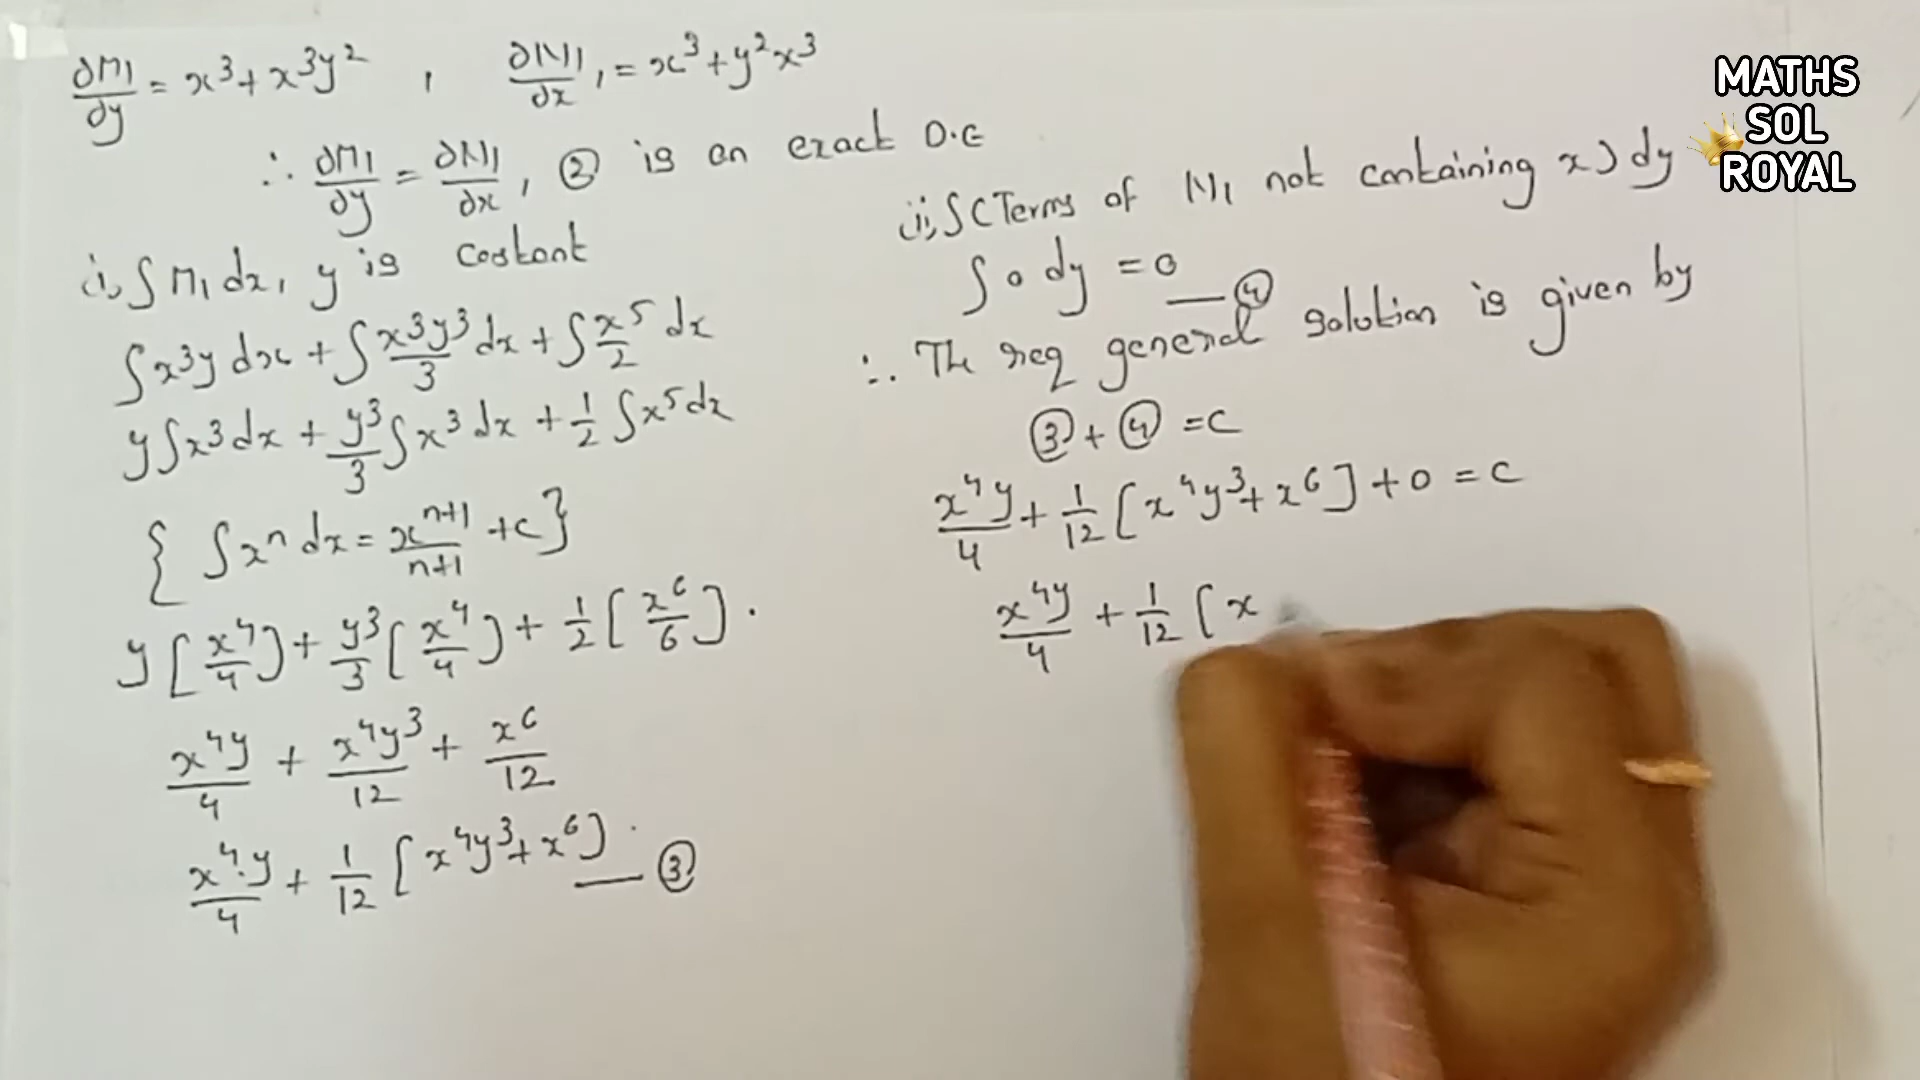 ∂M₁/∂y = x³ + x³y² , ∂N₁/∂x , = x³ + y²x³
∴ ∂M₁/∂y = ∂N₁/∂x , ② is an exact D.E
(i) ∫ M₁ dx, y is costant
∫x³y dx + ∫ x³y³/3 dx + ∫ x⁵/2 dx
y∫x³ dx + y³/3 ∫x³ dx + 1/2 ∫x⁵ dx
{ ∫xⁿ dx = xⁿ⁺¹/n+1 + c }
y [x⁴/4] + y³/3 [x⁴/4] + 1/2 [x⁶/6] .
x⁴y/4 + x⁴y³/12 + x⁶/12
x⁴.y/4 + 1/12 [x⁴y³ + x⁶] . — ③
(ii) ∫(Terms of N₁ not containing x) dy
∫ 0 dy = 0 — ④
∴ The req general solution is given by
③ + ④ = c
x⁴y/4 + 1/12 [x⁴y³ + x⁶] + 0 = c
x⁴y/4 + 1/12 [x
MATHS
SOL
ROYAL